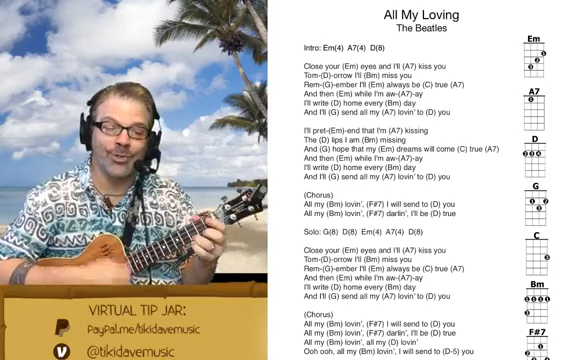 All My Loving
The Beatles
Intro: Em(4) A7(4) D(8)
Close your (Em) eyes and I'll (A7) kiss you
Tom-(D)-orrow I'll (Bm) miss you
Rem-(G)-ember I'll (Em) always be (C) true (A7)
And then (Em) while I'm aw-(A7)-ay
I'll write (D) home every (Bm) day
And I'll (G) send all my (A7) lovin' to (D) you
I'll pret-(Em)-end that I'm (A7) kissing
The (D) lips I am (Bm) missing
And (G) hope that my (Em) dreams will come (C) true (A7)
And then (Em) while I'm aw-(A7)-ay
I'll write (D) home every (Bm) day
And I'll (G) send all my (A7) lovin' to (D) you
(Chorus)
All my (Bm) lovin', (F#7) I will send to (D) you
All my (Bm) lovin', (F#7) darlin', I'll be (D) true
Solo: G(8) D(8) Em(4) A7(4) D(8)
Close your (Em) eyes and I'll (A7) kiss you
Tom-(D)-orrow I'll (Bm) miss you
Rem-(G)-ember I'll (Em) always be (C) true (A7)
And then (Em) while I'm aw-(A7)-ay
I'll write (D) home every (Bm) day
And I'll (G) send all my (A7) lovin' to (D) you
(Chorus)
All my (Bm) lovin', (F#7) I will send to (D) you
All my (Bm) lovin', (F#7) darlin', I'll be (D) true
All my (Bm) lovin', all my (D) lovin'
Ooh ooh, all my (Bm) lovin', I will send to (D-5) you
Em
A7
D
G
C
Bm
F#7
VIRTUAL TIP JAR:
PayPal.me/tikidavemusic
@tikidavemusic